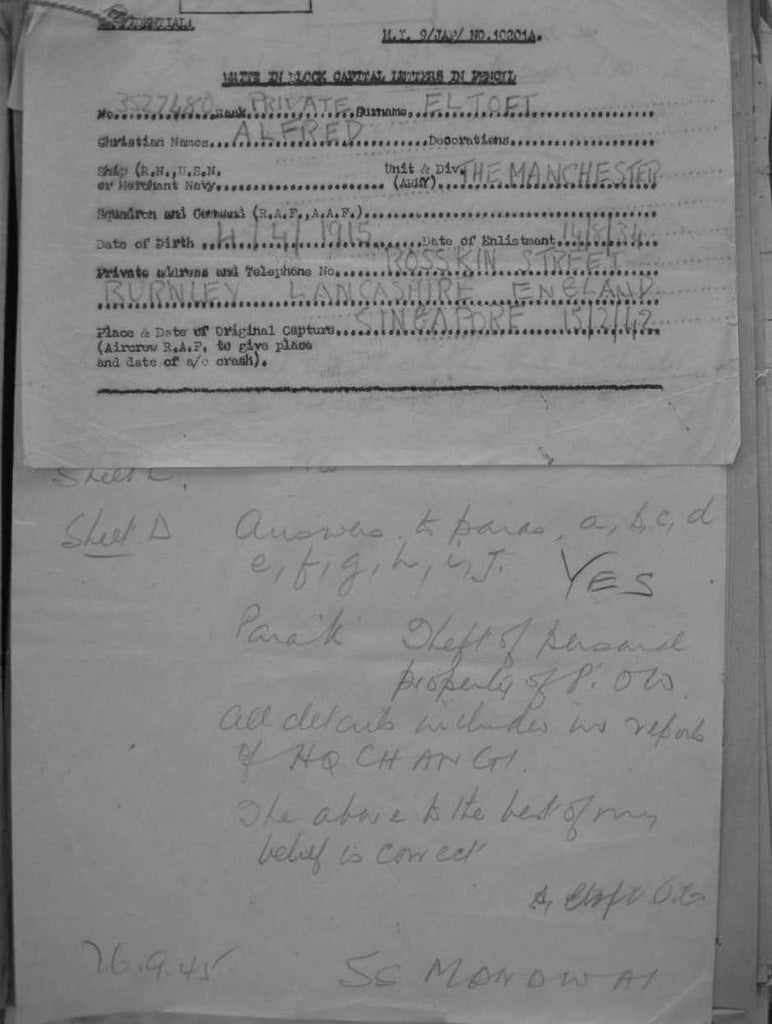 M.I. 9/JAP/ NO.10201A.
WRITE IN BLOCK CAPITAL LETTERS IN PENCIL
No. 3527480 Rank PRIVATE Surname. ELTOFT
Christian Names ALFRED Decorations
Ship (R.N., U.S.N. Unit & Div. THE MANCHESTER
or Merchant Navy (ARMY)
Squadron and Command (R.A.F., A.A.F.)
Date of Birth 4/4/1915 Date of Enlistment 14/8/34
Private address and Telephone No. ROSSKIN STREET
BURNLEY LANCASHIRE ENGLAND
Place & Date of Original Capture SINGAPORE 15/2/42
(Aircrew R.A.F. to give place
and date of a/c crash).
Sheet
Sheet D Answers to paras, a, b, c, d
e, f, g, h, i, J. YES
Para 'k' Theft of personal
property of P.OW.
All details included in reports
of HQ. CHANGI.
The above to the best of my
belief is correct
A, Eltoft
26.9.45 SS MONOWAI